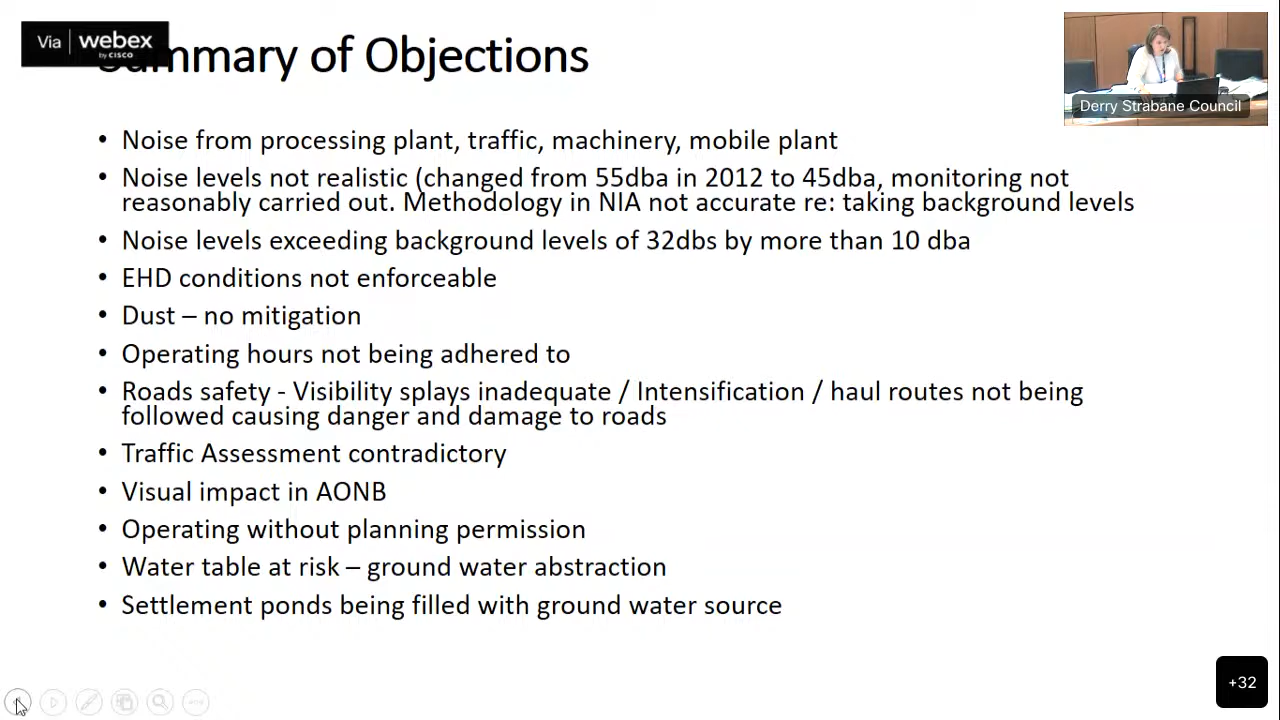 Via webex
by CISCO
Summary of Objections
Derry Strabane Council
• Noise from processing plant, traffic, machinery, mobile plant
• Noise levels not realistic (changed from 55dba in 2012 to 45dba, monitoring not
reasonably carried out. Methodology in NIA not accurate re: taking background levels
• Noise levels exceeding background levels of 32dbs by more than 10 dba
• EHD conditions not enforceable
• Dust – no mitigation
• Operating hours not being adhered to
• Roads safety - Visibility splays inadequate / Intensification / haul routes not being
followed causing danger and damage to roads
• Traffic Assessment contradictory
• Visual impact in AONB
• Operating without planning permission
• Water table at risk – ground water abstraction
• Settlement ponds being filled with ground water source
+32